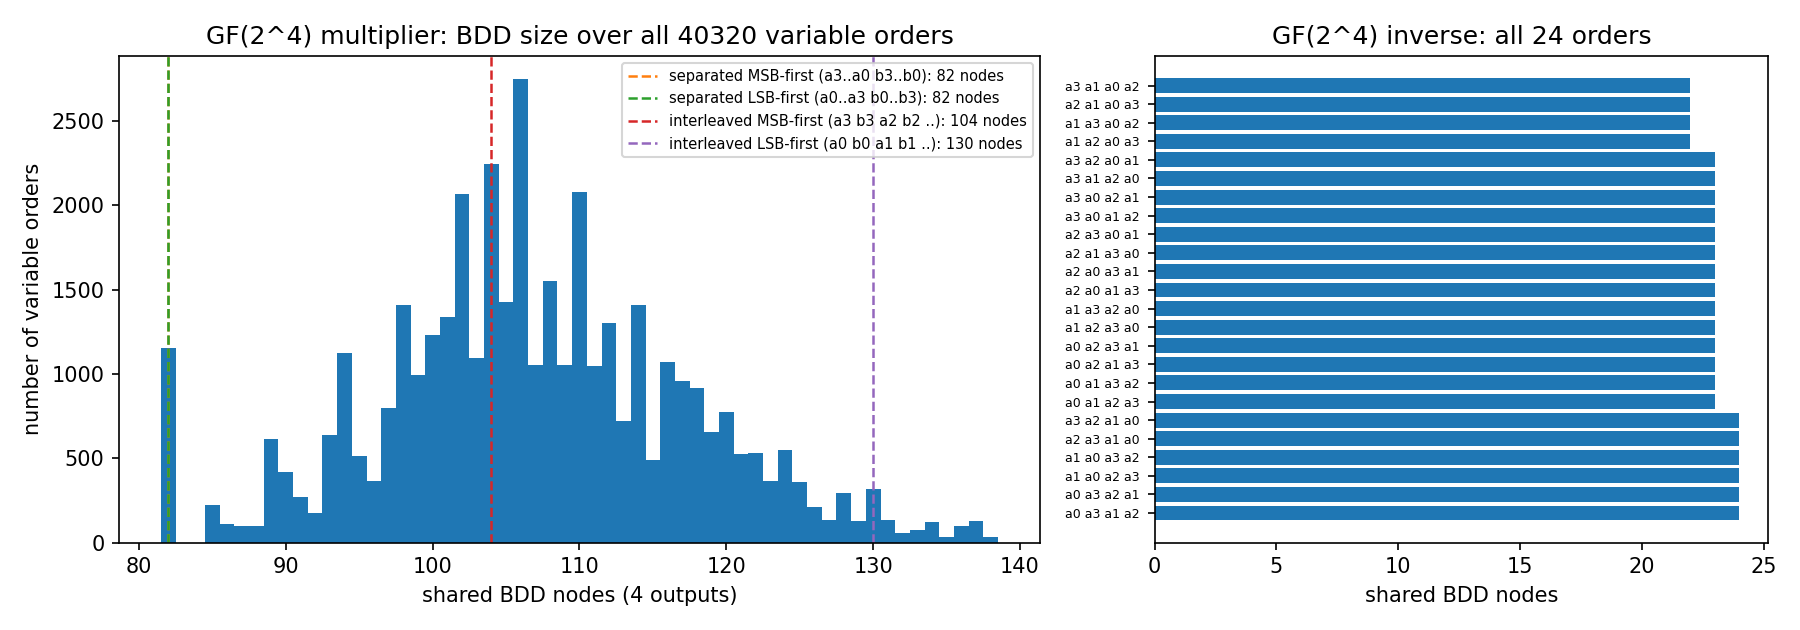 GF(2^4) multiplier: BDD size over all 40320 variable orders
separated MSB-first (a3..a0 b3..b0): 82 nodes
separated LSB-first (a0..a3 b0..b3): 82 nodes
interleaved MSB-first (a3 b3 a2 b2 ..): 104 nodes
interleaved LSB-first (a0 b0 a1 b1 ..): 130 nodes
number of variable orders
2500
2000
1500
1000
500
0
80 90 100 110 120 130 140
shared BDD nodes (4 outputs)
GF(2^4) inverse: all 24 orders
a3 a1 a0 a2
a2 a1 a0 a3
a1 a3 a0 a2
a1 a2 a0 a3
a3 a2 a0 a1
a3 a1 a2 a0
a3 a0 a2 a1
a3 a0 a1 a2
a2 a3 a0 a1
a2 a1 a3 a0
a2 a0 a3 a1
a2 a0 a1 a3
a1 a3 a2 a0
a1 a2 a3 a0
a0 a2 a3 a1
a0 a2 a1 a3
a0 a1 a3 a2
a0 a1 a2 a3
a3 a2 a1 a0
a2 a3 a1 a0
a1 a0 a3 a2
a1 a0 a2 a3
a0 a3 a2 a1
a0 a3 a1 a2
0 5 10 15 20 25
shared BDD nodes